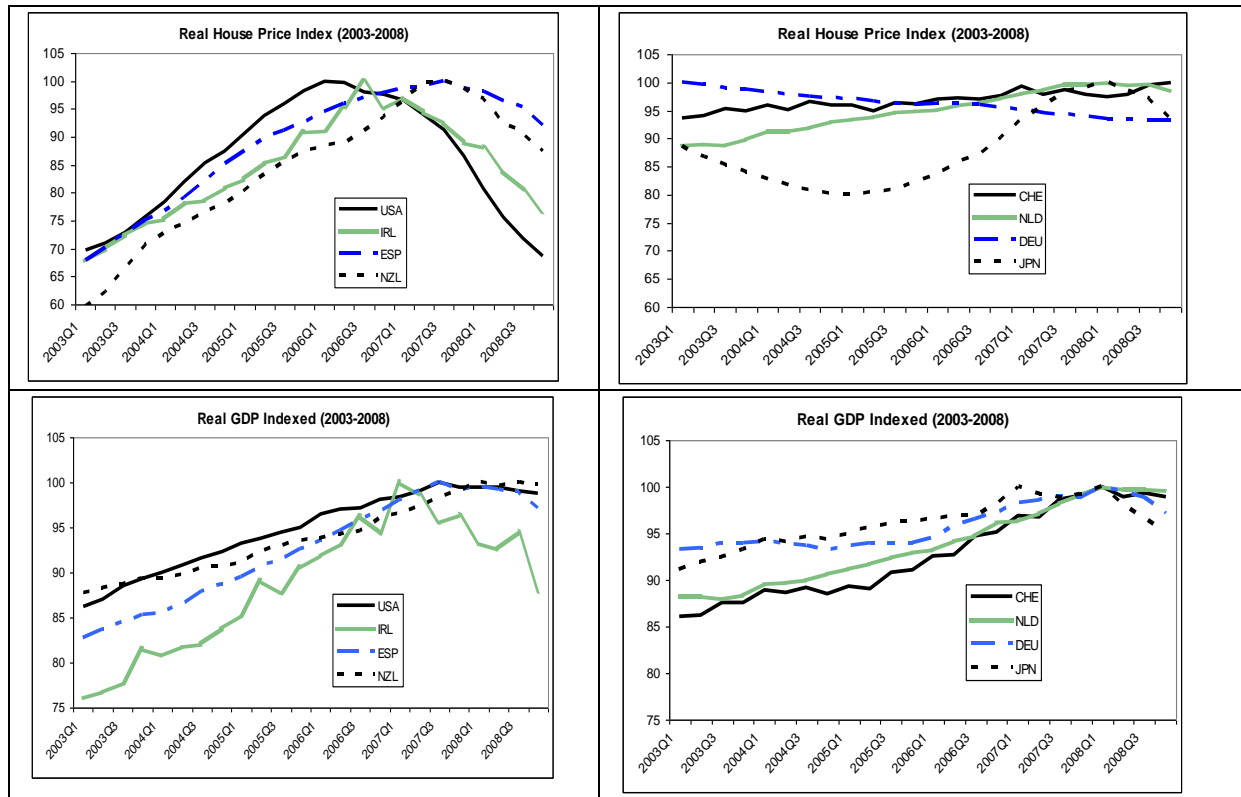 Real House Price Index (2003-2008)
105
100
95
90
85
80
75
70
65
60
USA
IRL
ESP
NZL
2003Q1
2003Q3
2004Q1
2004Q3
2005Q1
2005Q3
2006Q1
2006Q3
2007Q1
2007Q3
2008Q1
2008Q3
Real House Price Index (2003-2008)
105
100
95
90
85
80
75
70
65
60
CHE
NLD
DEU
JPN
2003Q1
2003Q3
2004Q1
2004Q3
2005Q1
2005Q3
2006Q1
2006Q3
2007Q1
2007Q3
2008Q1
2008Q3
Real GDP Indexed (2003-2008)
105
100
95
90
85
80
75
USA
IRL
ESP
NZL
2003Q1
2003Q3
2004Q1
2004Q3
2005Q1
2005Q3
2006Q1
2006Q3
2007Q1
2007Q3
2008Q1
2008Q3
Real GDP Indexed (2003-2008)
105
100
95
90
85
80
75
CHE
NLD
DEU
JPN
2003Q1
2003Q3
2004Q1
2004Q3
2005Q1
2005Q3
2006Q1
2006Q3
2007Q1
2007Q3
2008Q1
2008Q3